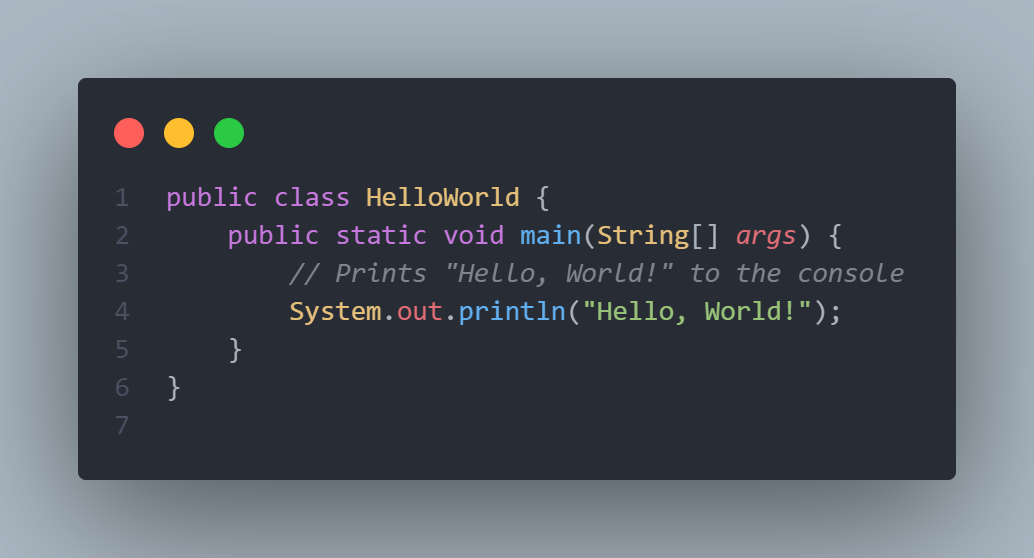 1 public class HelloWorld {
2     public static void main(String[] args) {
3         // Prints "Hello, World!" to the console
4         System.out.println("Hello, World!");
5     }
6 }
7